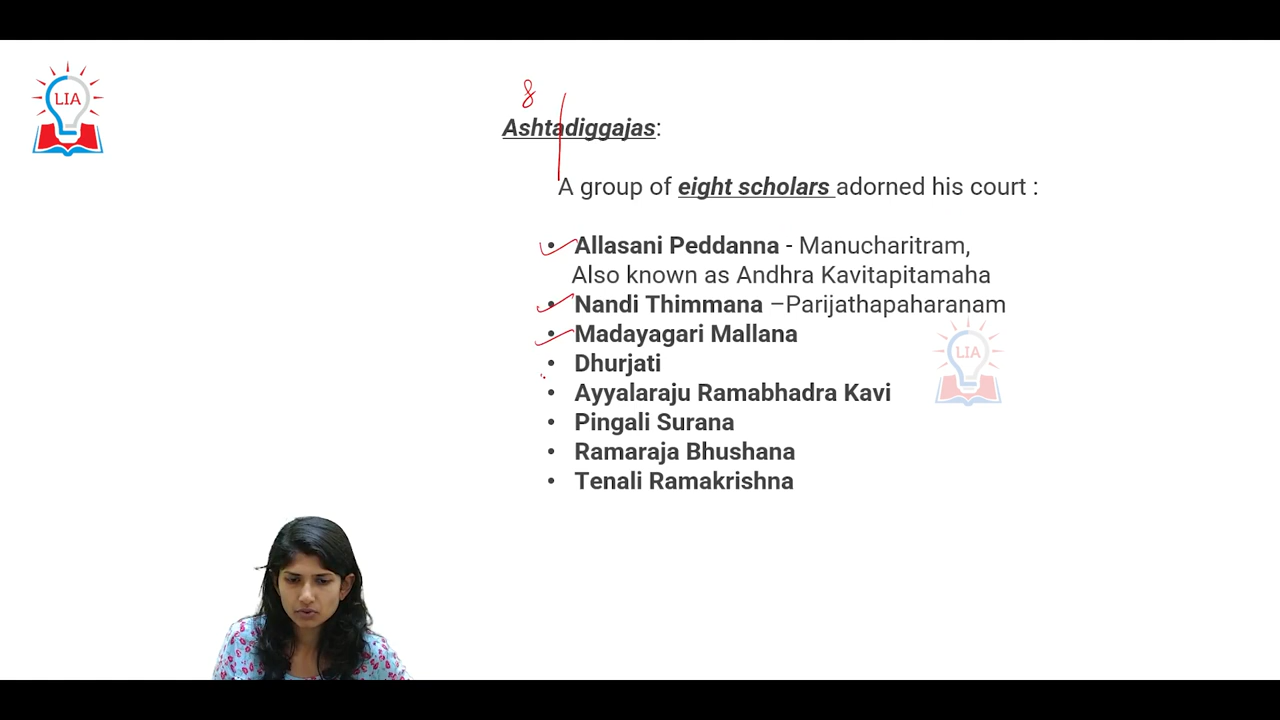 LIA
8
Ashtadiggajas:
A group of eight scholars adorned his court :
• Allasani Peddanna - Manucharitram,
Also known as Andhra Kavitapitamaha
• Nandi Thimmana –Parijathapaharanam
• Madayagari Mallana
• Dhurjati
• Ayyalaraju Ramabhadra Kavi
• Pingali Surana
• Ramaraja Bhushana
• Tenali Ramakrishna
LIA